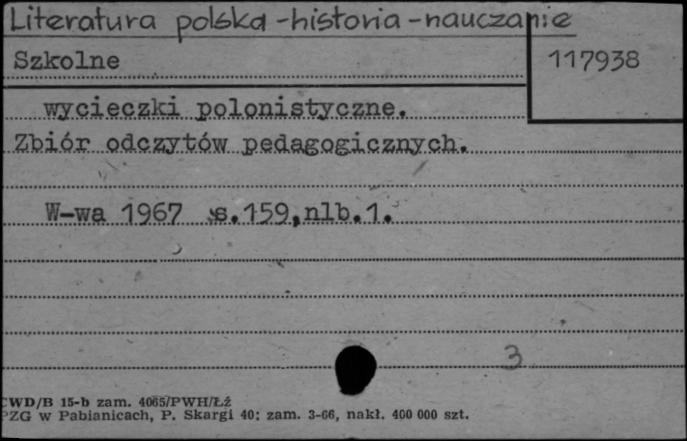 Literatura polska-historia-nauczanie
Szkolne
117938
wycieczki polonistyczne.
Zbiór odczytów pedagogicznych.
W-wa 1967 s.159,nlb.1.
3
CWD/B 15-b zam. 4065/PWH/Łź
PZG w Pabianicach, P. Skargi 40; zam. 3-66, nakł. 400 000 szt.